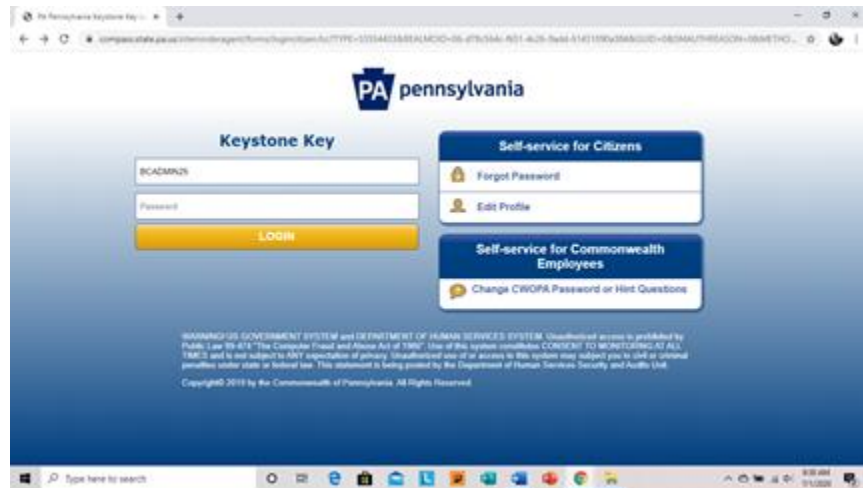 PA Pennsylvania Keystone Key
PA pennsylvania
Keystone Key
BCADMIN25
Password
LOGIN
Self-service for Citizens
Forgot Password
Edit Profile
Self-service for Commonwealth
Employees
Change CWOPA Password or Hint Questions
WARNING! US GOVERNMENT SYSTEM and DEPARTMENT OF HUMAN SERVICES SYSTEM. Unauthorized access is prohibited by
Public Law 99-474 "The Computer Fraud and Abuse Act of 1986". Use of this system constitutes CONSENT TO MONITORING AT ALL
TIMES and is not subject to ANY expectation of privacy. Unauthorized use of or access to this system may subject you to civil or criminal
penalties under state or federal law. This statement is being posted by the Department of Human Services Security and Audits Unit.
Copyright© 2019 by the Commonwealth of Pennsylvania. All Rights Reserved.
Type here to search